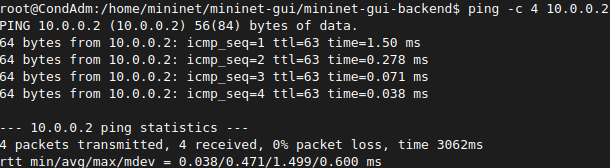 root@CondAdm:/home/mininet/mininet-gui/mininet-gui-backend$ ping -c 4 10.0.0.2
PING 10.0.0.2 (10.0.0.2) 56(84) bytes of data.
64 bytes from 10.0.0.2: icmp_seq=1 ttl=63 time=1.50 ms
64 bytes from 10.0.0.2: icmp_seq=2 ttl=63 time=0.278 ms
64 bytes from 10.0.0.2: icmp_seq=3 ttl=63 time=0.071 ms
64 bytes from 10.0.0.2: icmp_seq=4 ttl=63 time=0.038 ms
--- 10.0.0.2 ping statistics ---
4 packets transmitted, 4 received, 0% packet loss, time 3062ms
rtt min/avg/max/mdev = 0.038/0.471/1.499/0.600 ms